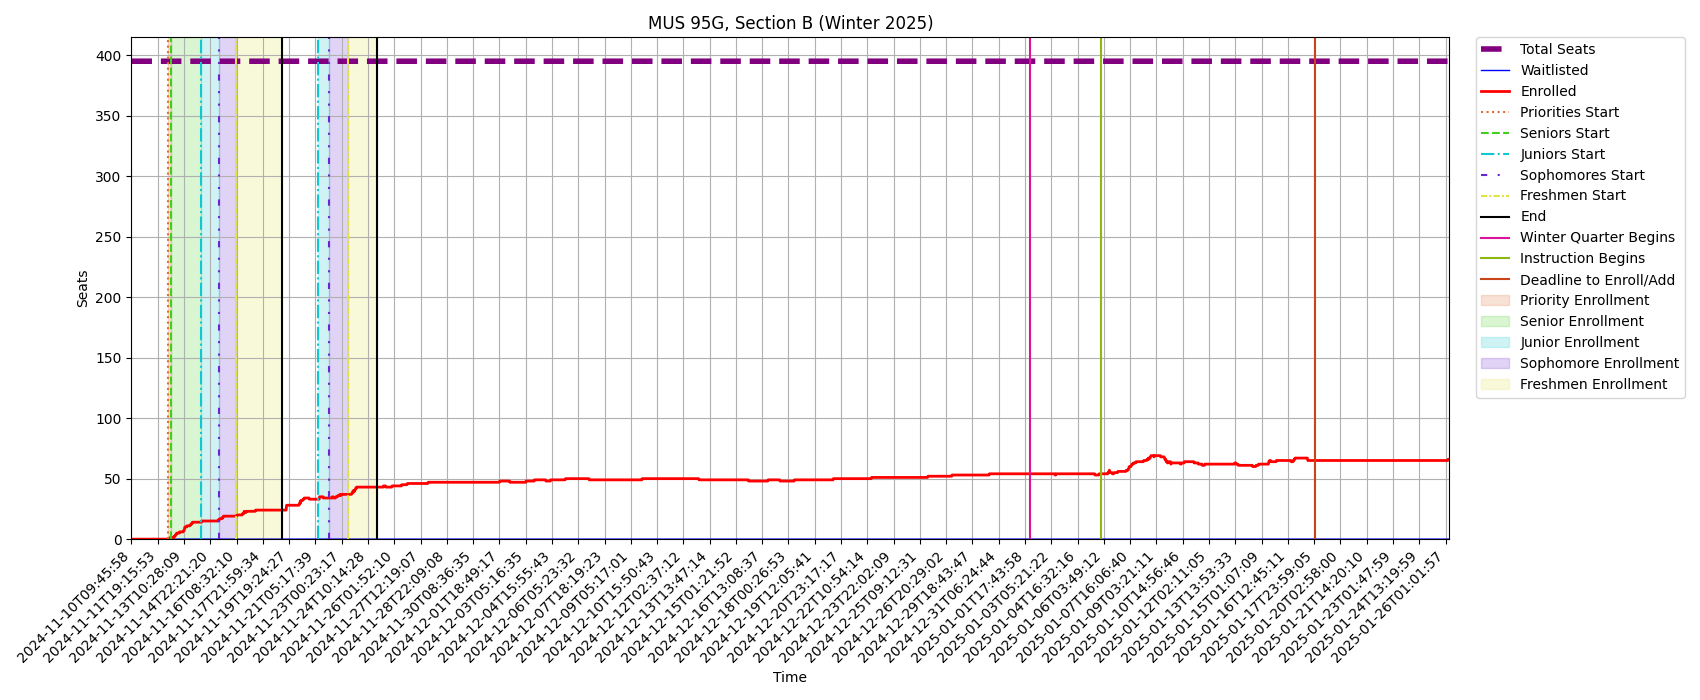 MUS 95G, Section B (Winter 2025)
Seats
400
350
300
250
200
150
100
50
0
Total Seats
Waitlisted
Enrolled
Priorities Start
Seniors Start
Juniors Start
Sophomores Start
Freshmen Start
End
Winter Quarter Begins
Instruction Begins
Deadline to Enroll/Add
Priority Enrollment
Senior Enrollment
Junior Enrollment
Sophomore Enrollment
Freshmen Enrollment
2024-11-10T09:45:58
2024-11-11T19:15:53
2024-11-13T10:28:09
2024-11-14T22:21:20
2024-11-16T08:32:10
2024-11-17T21:59:34
2024-11-19T19:24:27
2024-11-21T05:17:39
2024-11-23T00:23:17
2024-11-24T10:14:28
2024-11-26T01:52:10
2024-11-27T12:19:07
2024-11-28T22:09:08
2024-11-30T08:36:35
2024-12-01T18:49:17
2024-12-03T05:16:35
2024-12-04T15:55:43
2024-12-06T05:23:32
2024-12-07T18:19:23
2024-12-09T05:17:01
2024-12-10T15:50:43
2024-12-12T02:37:12
2024-12-13T13:47:14
2024-12-15T01:21:52
2024-12-16T13:08:37
2024-12-18T00:26:53
2024-12-19T12:05:41
2024-12-20T23:17:17
2024-12-22T10:54:14
2024-12-23T22:02:09
2024-12-25T09:12:31
2024-12-26T20:29:02
2024-12-29T18:43:47
2024-12-31T06:24:44
2025-01-01T17:43:58
2025-01-03T05:21:22
2025-01-04T16:32:16
2025-01-06T03:49:12
2025-01-07T16:06:40
2025-01-09T03:21:11
2025-01-10T14:56:46
2025-01-12T02:11:05
2025-01-13T13:53:33
2025-01-15T01:07:09
2025-01-16T12:45:11
2025-01-17T23:59:05
2025-01-20T02:58:00
2025-01-21T14:20:10
2025-01-23T01:47:59
2025-01-24T13:19:59
2025-01-26T01:01:57
Time